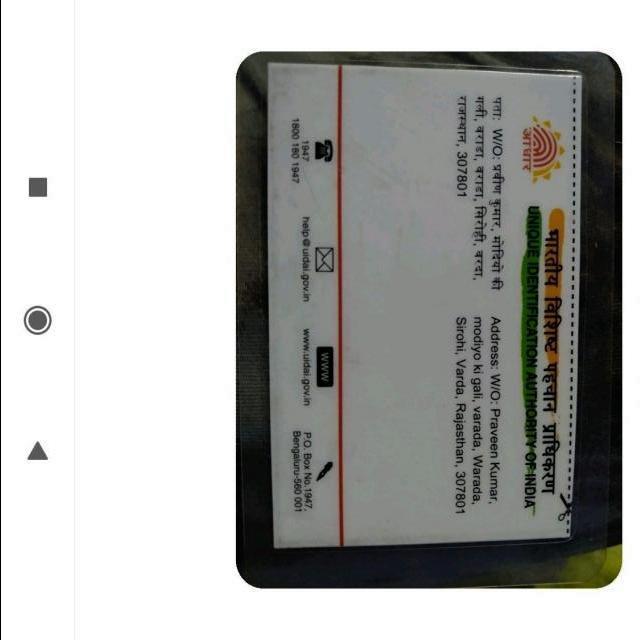 भारतीय विशिष्ट पहचान प्राधिकरण
UNIQUE IDENTIFICATION AUTHORITY OF INDIA
आधार
पता: W/O: प्रवीण कुमार, मोदियो की
गली, वराडा, वराडा, सिरोही, वरदा,
राजस्थान, 307801
Address: W/O: Praveen Kumar,
modiyo ki gali, varada, Warada,
Sirohi, Varda, Rajasthan, 307801
1947
1800 180 1947
help@uidai.gov.in
www
www.uidai.gov.in
P.O. Box No.1947,
Bengaluru-560 001